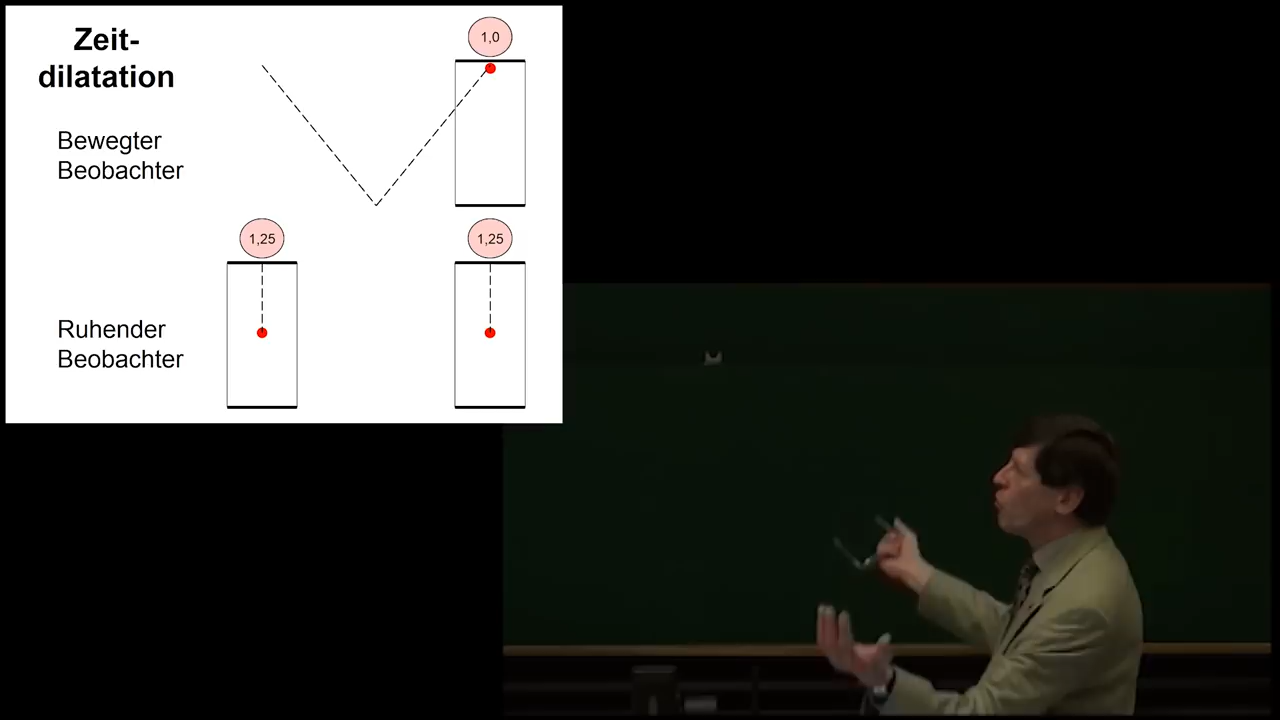 Zeit-
dilatation
1,0
Bewegter
Beobachter
1,25
1,25
Ruhender
Beobachter